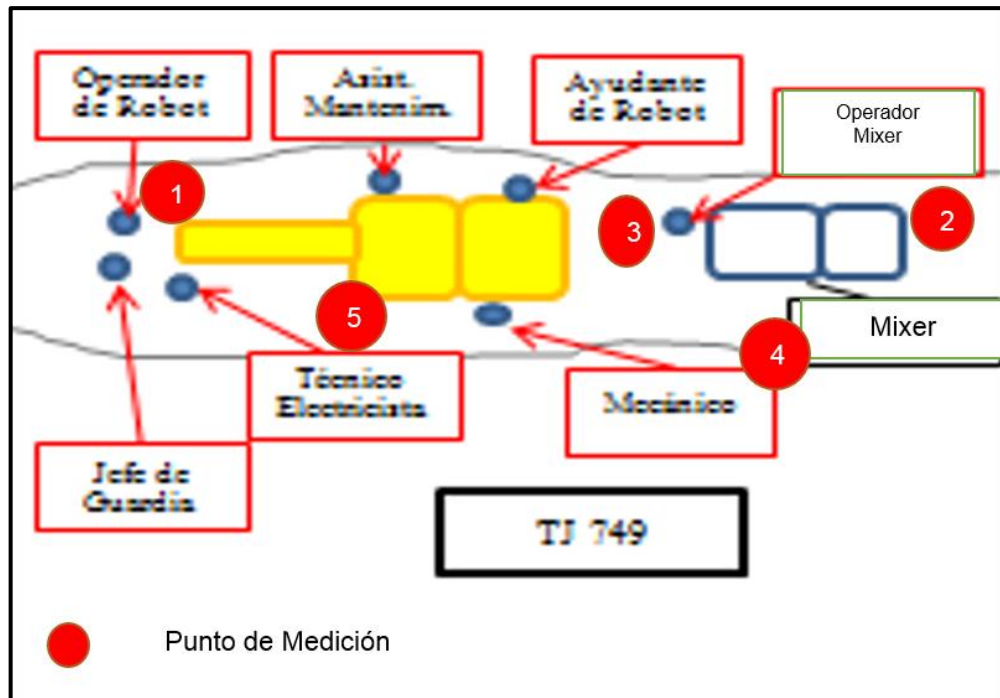 Operador
de Robot
Asist.
Mantenim.
Ayudante
de Robot
Operador
Mixer
1
2
3
5
4
Mixer
Técnico
Electricista
Mecánico
Jefe de
Guardia
TJ 749
Punto de Medición